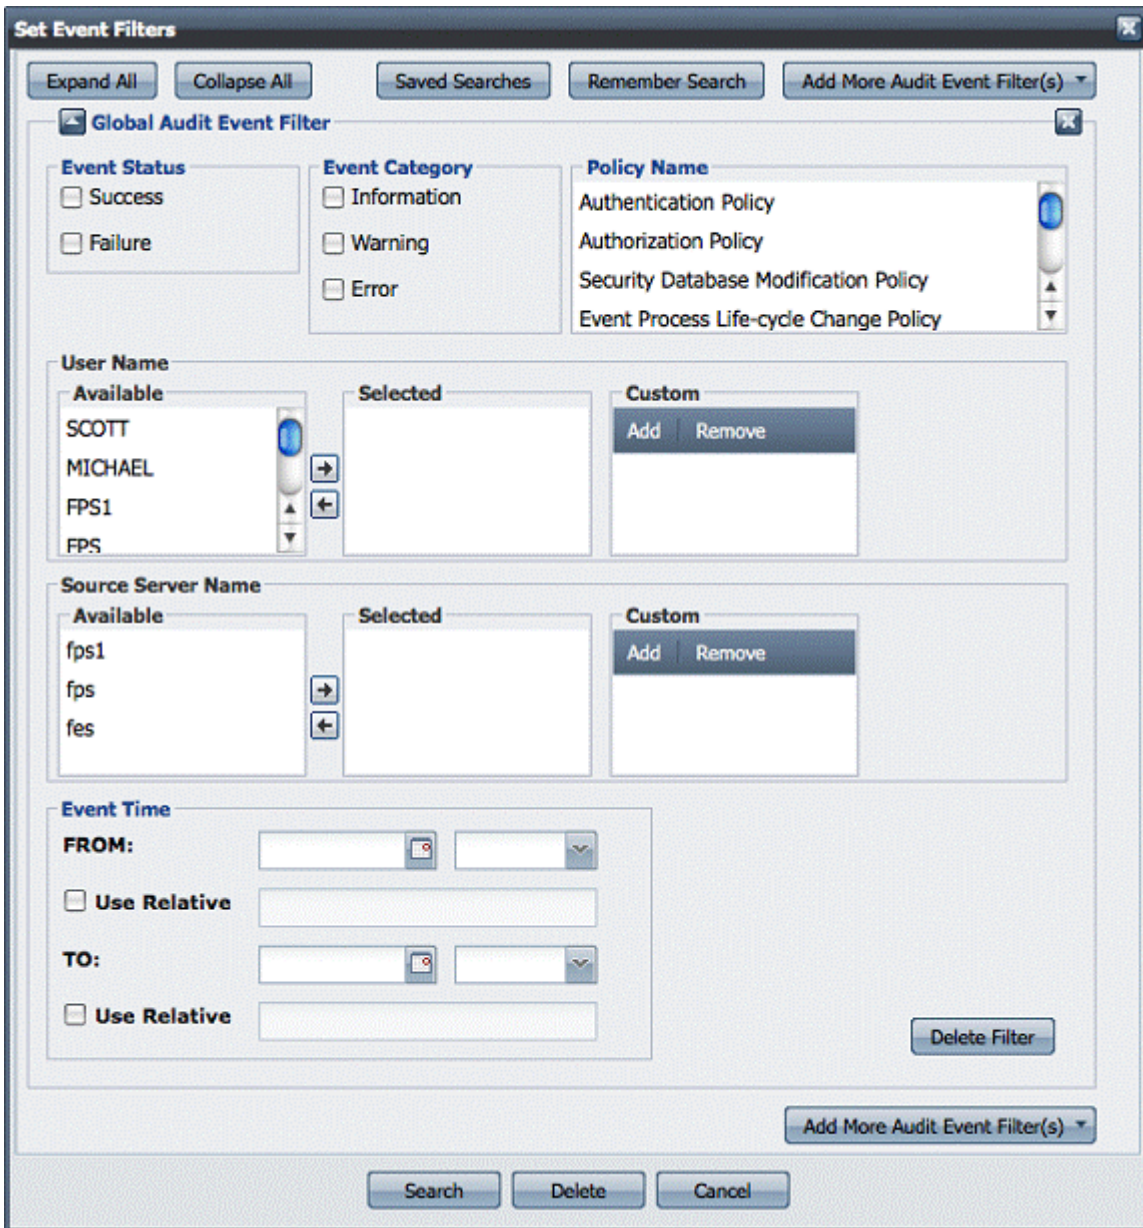 Set Event Filters
Expand All Collapse All Saved Searches Remember Search Add More Audit Event Filter(s)
Global Audit Event Filter
Event Status
Success
Failure
Event Category
Information
Warning
Error
Policy Name
Authentication Policy
Authorization Policy
Security Database Modification Policy
Event Process Life-cycle Change Policy
User Name
Available
SCOTT
MICHAEL
FPS1
FPS
Selected
Custom
Add Remove
Source Server Name
Available
fps1
fps
fes
Selected
Custom
Add Remove
Event Time
FROM:
Use Relative
TO:
Use Relative
Delete Filter
Add More Audit Event Filter(s)
Search Delete Cancel